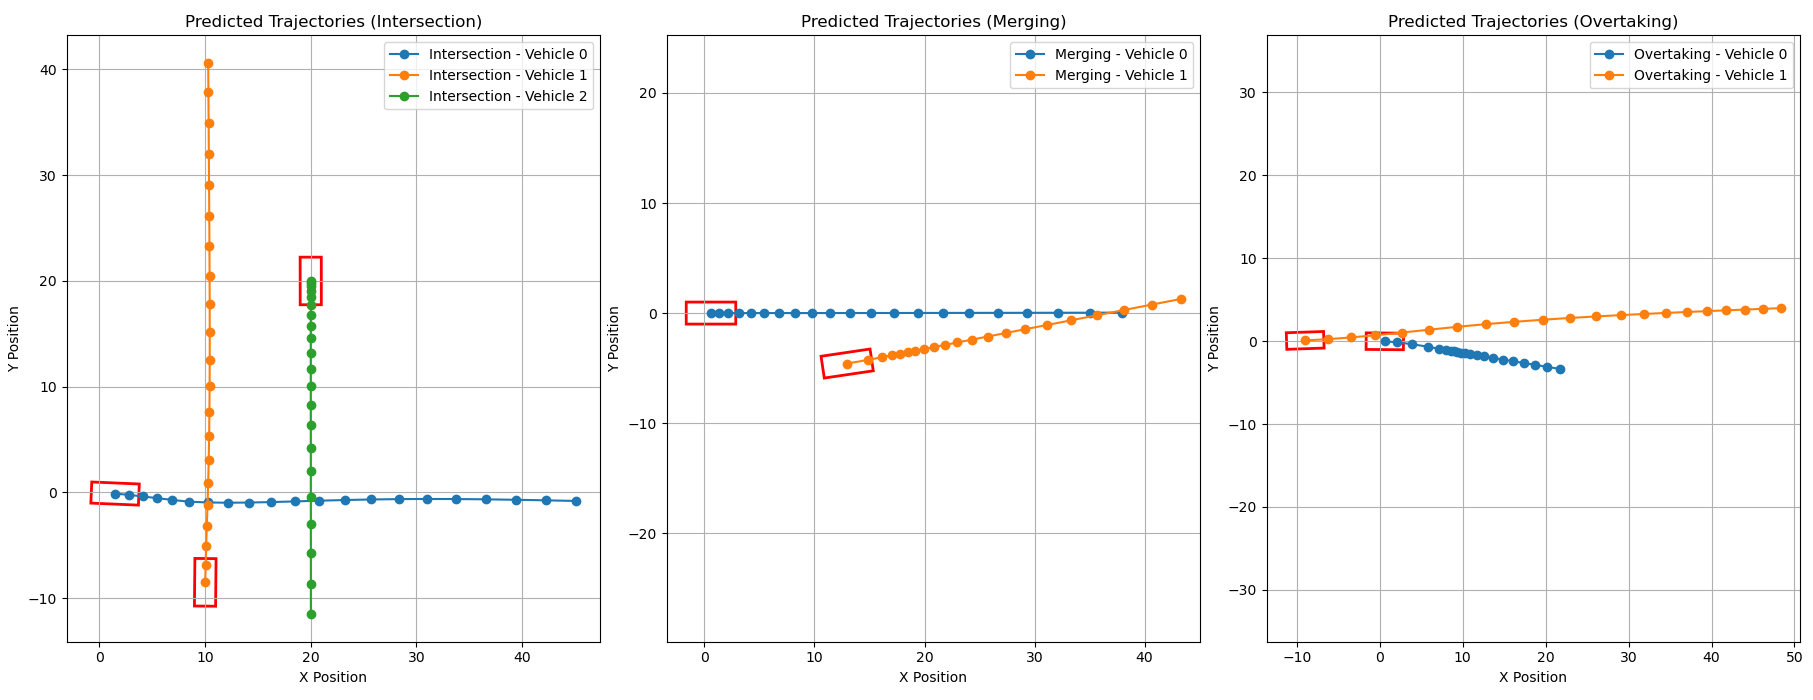 Predicted Trajectories (Intersection)
Intersection - Vehicle 0
Intersection - Vehicle 1
Intersection - Vehicle 2
Y Position
40
30
20
10
0
−10
0 10 20 30 40
X Position
Predicted Trajectories (Merging)
Merging - Vehicle 0
Merging - Vehicle 1
Y Position
20
10
0
−10
−20
0 10 20 30 40
X Position
Predicted Trajectories (Overtaking)
Overtaking - Vehicle 0
Overtaking - Vehicle 1
Y Position
30
20
10
0
−10
−20
−30
−10 0 10 20 30 40 50
X Position